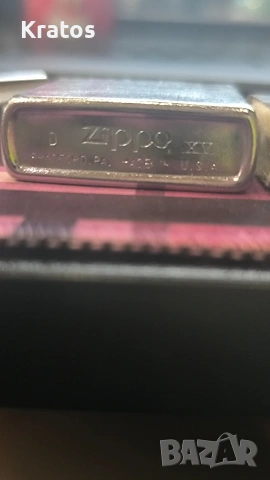 Kratos
D Zippo XV
BRADFORD, PA. MADE IN U.S.A.
BAZAR